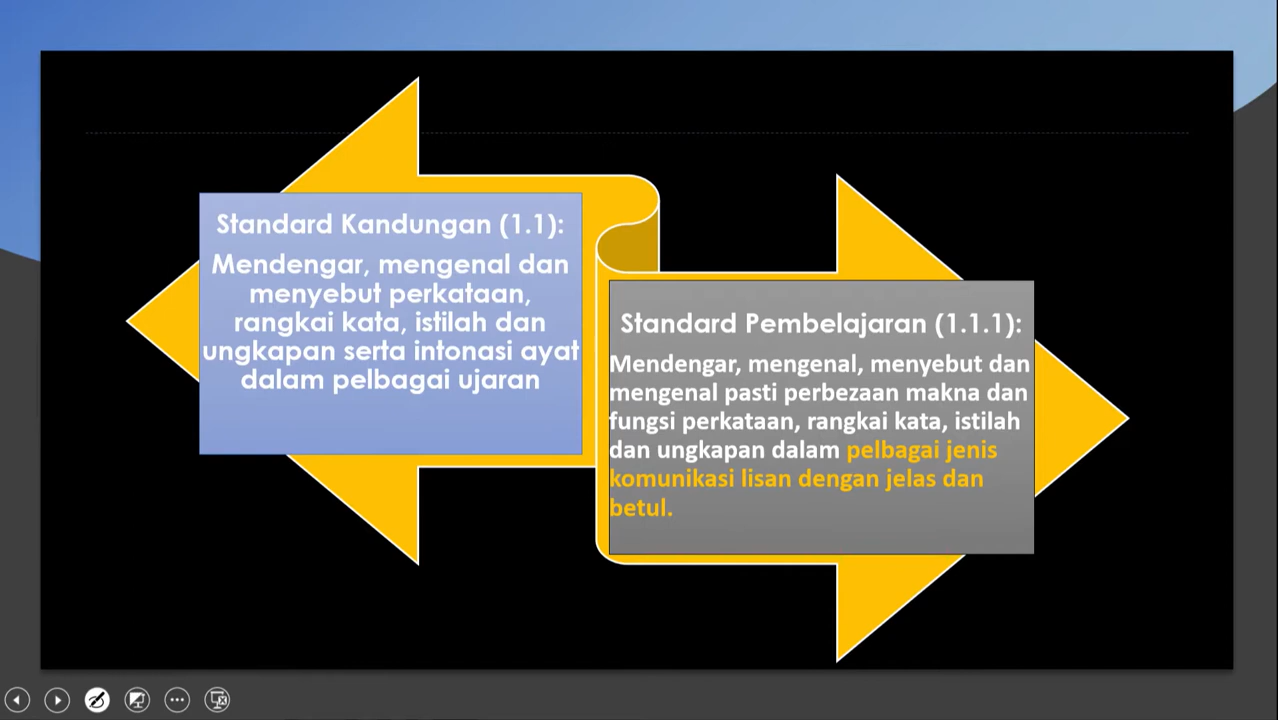 Standard Kandungan (1.1):
Mendengar, mengenal dan
menyebut perkataan,
rangkai kata, istilah dan
ungkapan serta intonasi ayat
dalam pelbagai ujaran
Standard Pembelajaran (1.1.1):
Mendengar, mengenal, menyebut dan
mengenal pasti perbezaan makna dan
fungsi perkataan, rangkai kata, istilah
dan ungkapan dalam pelbagai jenis
komunikasi lisan dengan jelas dan
betul.